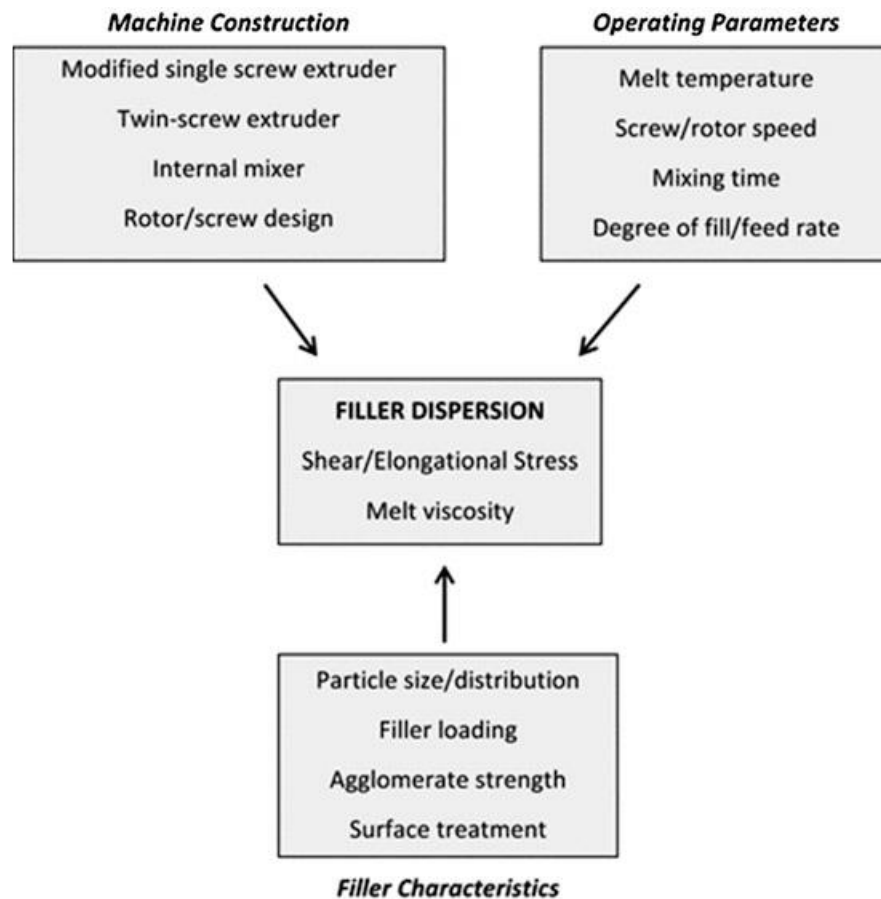 Machine Construction
Modified single screw extruder
Twin-screw extruder
Internal mixer
Rotor/screw design
Operating Parameters
Melt temperature
Screw/rotor speed
Mixing time
Degree of fill/feed rate
FILLER DISPERSION
Shear/Elongational Stress
Melt viscosity
Particle size/distribution
Filler loading
Agglomerate strength
Surface treatment
Filler Characteristics